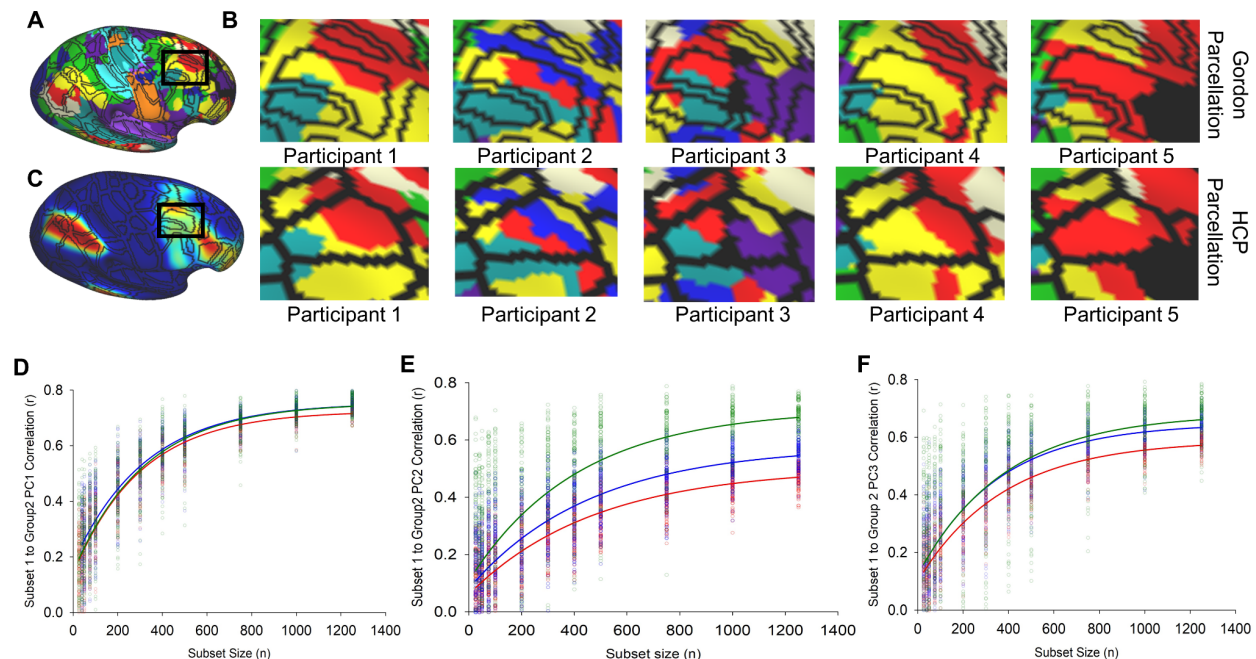 A
B
Participant 1
Participant 2
Participant 3
Participant 4
Participant 5
Gordon
Parcellation
C
Participant 1
Participant 2
Participant 3
Participant 4
Participant 5
HCP
Parcellation
D
Subset 1 to Group2 PC1 Correlation (r)
0.8
0.6
0.4
0.2
0.0
0 200 400 600 800 1000 1200 1400
Subset Size (n)
E
Subset 1 to Group2 PC2 Correlation (r)
0.8
0.6
0.4
0.2
0.0
0 200 400 600 800 1000 1200 1400
Subset size (n)
F
Subset 1 to Group 2 PC3 Correlation (r)
0.8
0.6
0.4
0.2
0.0
0 200 400 600 800 1000 1200 1400
Subset Size (n)